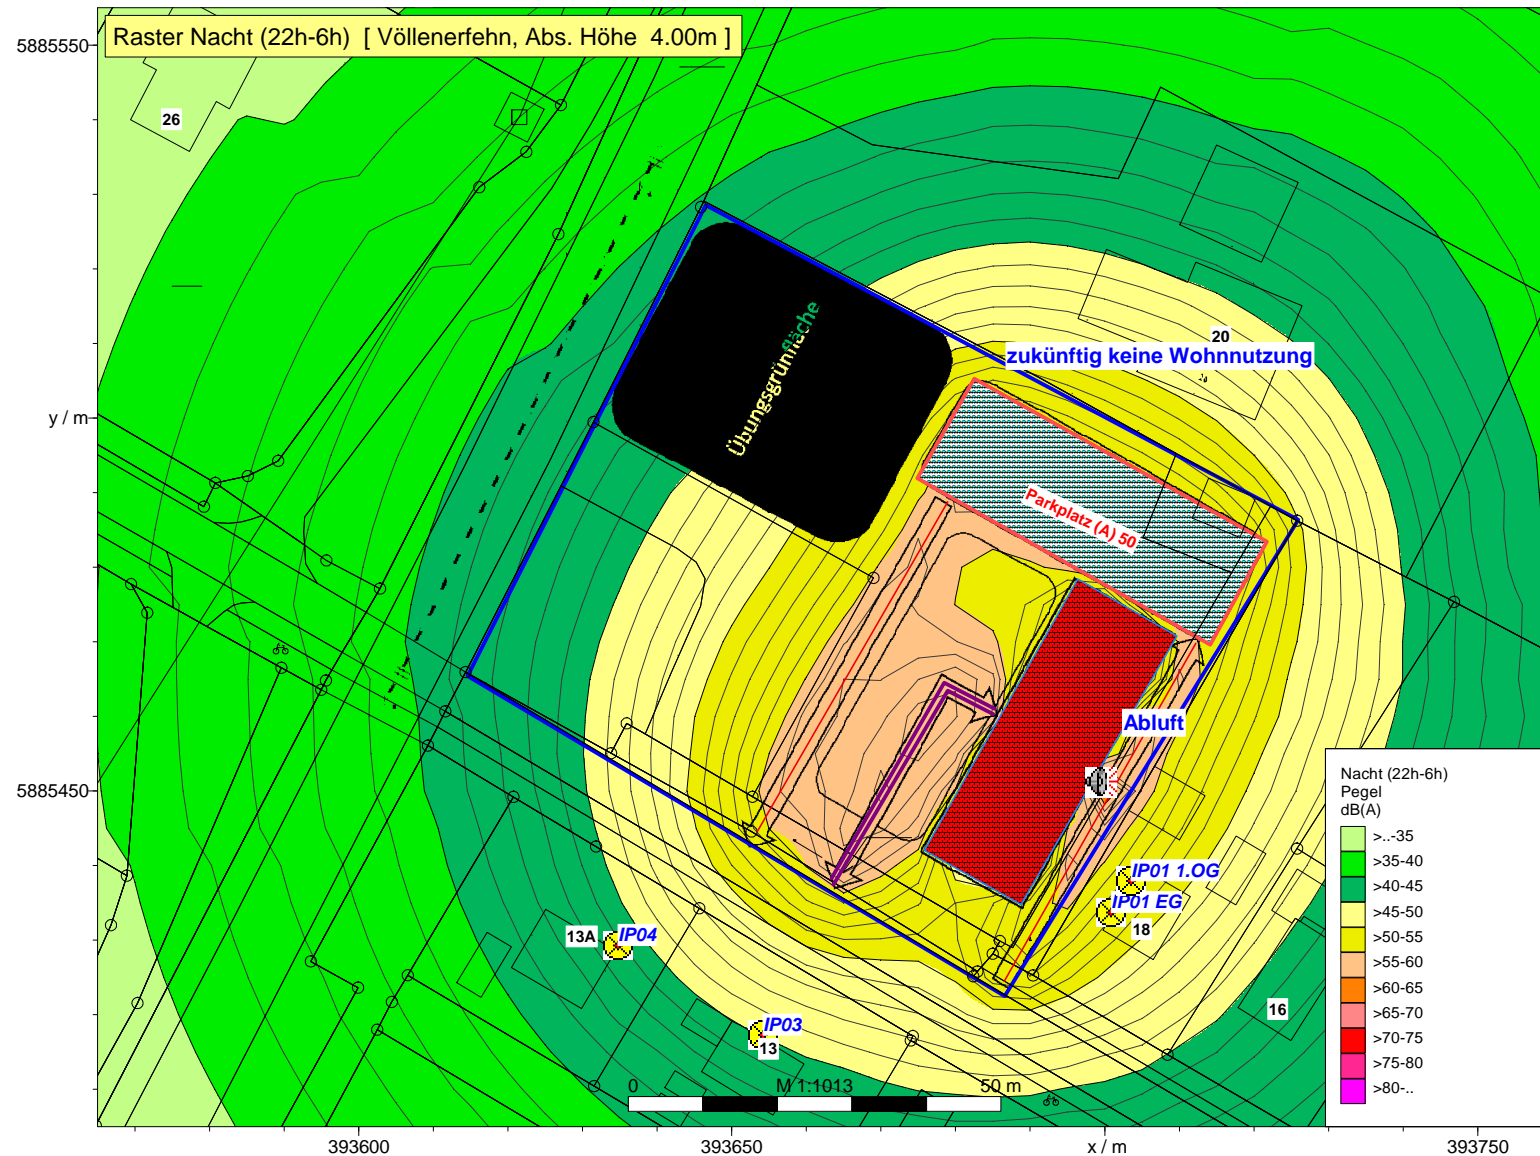 Raster Nacht (22h-6h) [ Völlenerfehn, Abs. Höhe 4.00m ]
5885550
26
20
zukünftig keine Wohnnutzung
Übungsgrünfläche
y / m
Parkplatz (A) 50
Abluft
5885450
IP01 1.OG
IP01 EG
18
13A
IP04
IP03
13
16
0
M 1:1013
50 m
Nacht (22h-6h)
Pegel
dB(A)
>..-35
>35-40
>40-45
>45-50
>50-55
>55-60
>60-65
>65-70
>70-75
>75-80
>80-..
393600
393650
x / m
393750